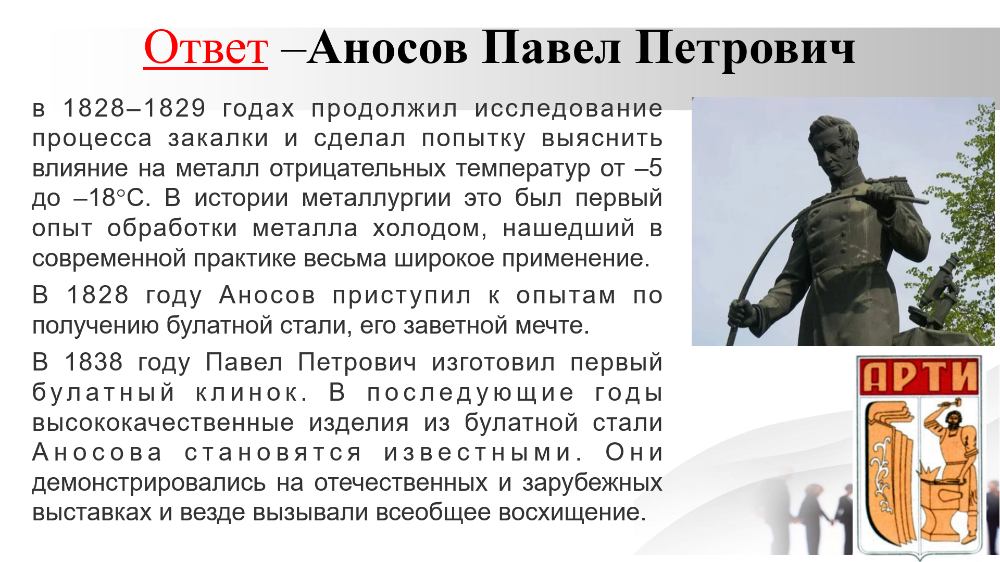 Ответ –Аносов Павел Петрович
в 1828–1829 годах продолжил исследование
процесса закалки и сделал попытку выяснить
влияние на металл отрицательных температур от –5
до –18°С. В истории металлургии это был первый
опыт обработки металла холодом, нашедший в
современной практике весьма широкое применение.
В 1828 году Аносов приступил к опытам по
получению булатной стали, его заветной мечте.
В 1838 году Павел Петрович изготовил первый
булатный клинок. В последующие годы
высококачественные изделия из булатной стали
Аносова становятся известными. Они
демонстрировались на отечественных и зарубежных
выставках и везде вызывали всеобщее восхищение.
АРТИ